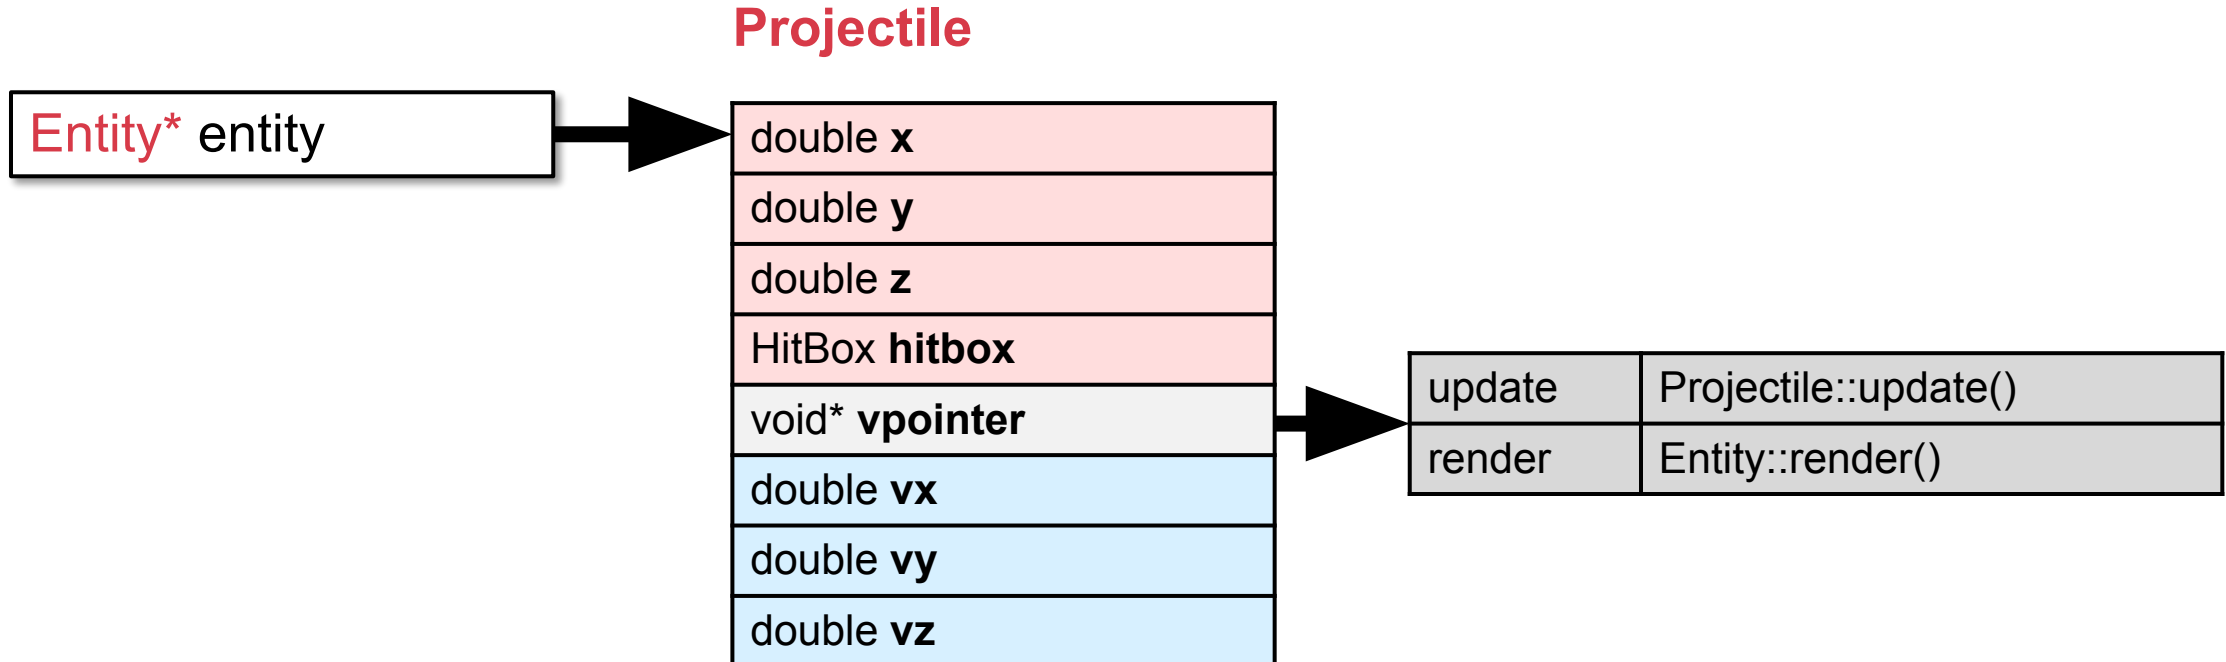 Projectile
Entity* entity
double x
double y
double z
HitBox hitbox
void* vpointer
double vx
double vy
double vz
update Projectile::update()
render Entity::render()